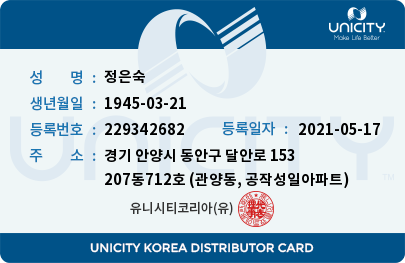 UNICITY
Make Life Better
성 명 : 정은숙
생년월일 : 1945-03-21
등록번호 : 229342682 등록일자 : 2021-05-17
주 소 : 경기 안양시 동안구 달안로 153
207동712호 (관양동, 공작성일아파트)
유니시티코리아(유)
UNICITY KOREA DISTRIBUTOR CARD